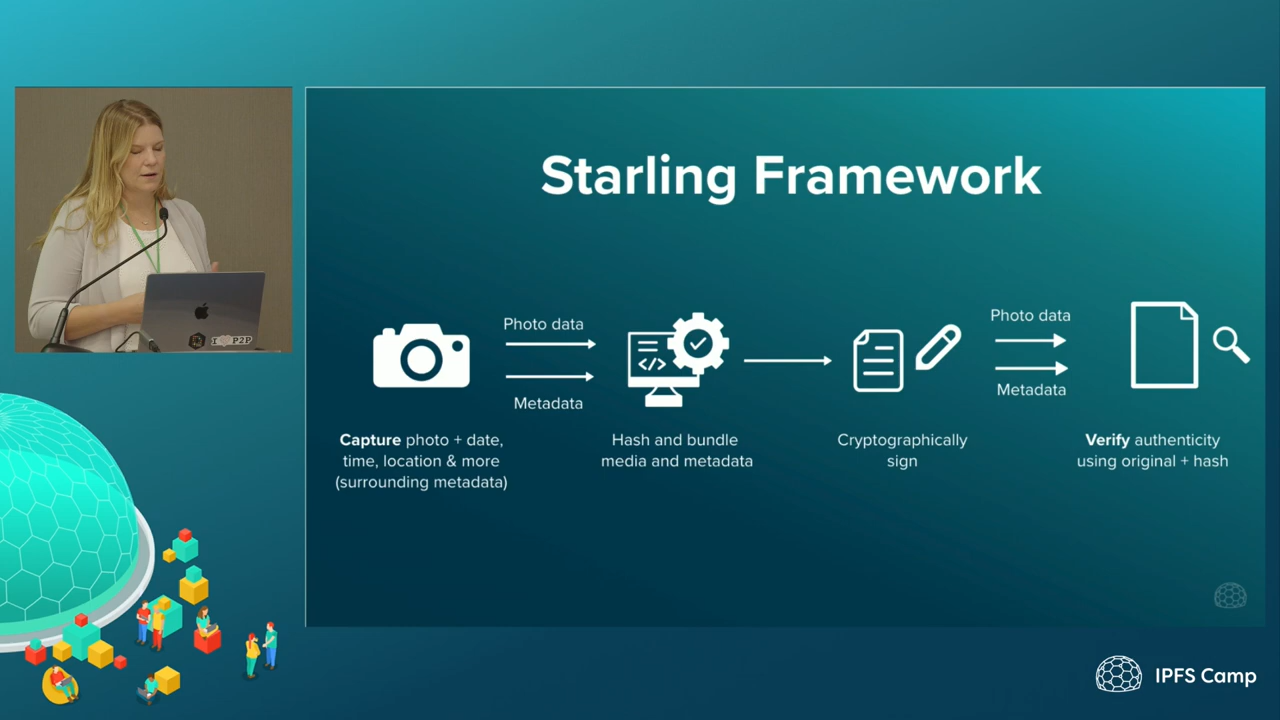 Starling Framework
Photo data
Metadata
Capture photo + date,
time, location & more
(surrounding metadata)
</>
Hash and bundle
media and metadata
Cryptographically
sign
Photo data
Metadata
Verify authenticity
using original + hash
P2P
IPFS Camp